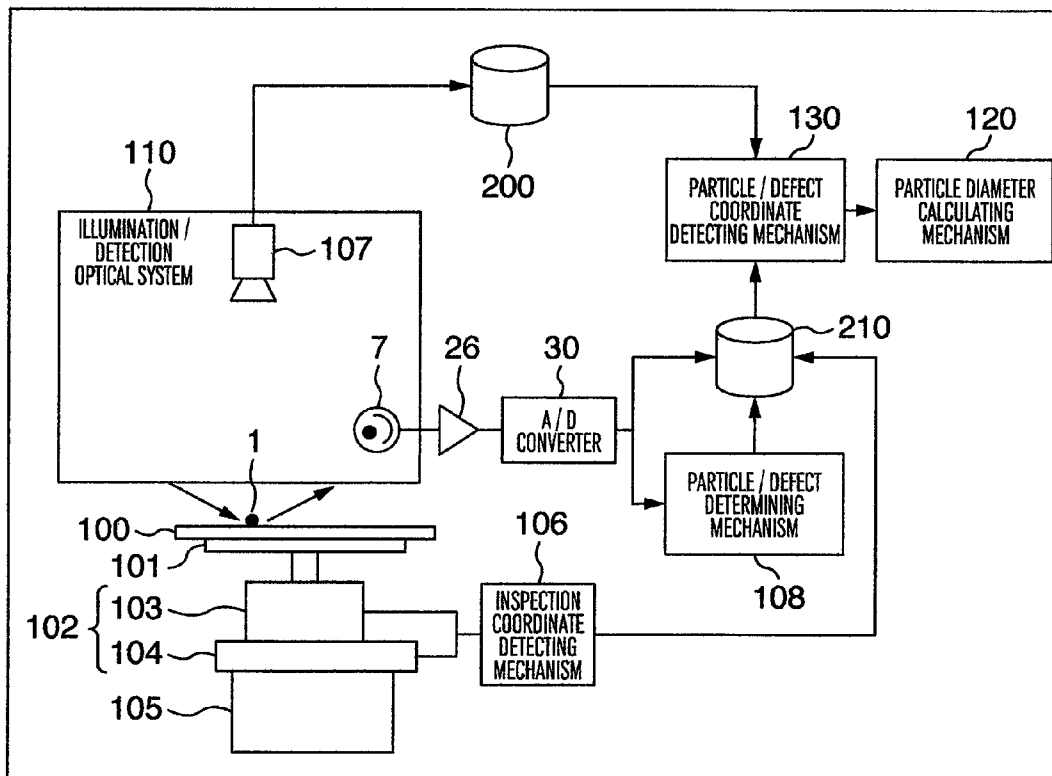 110
ILLUMINATION /
DETECTION
OPTICAL SYSTEM
107
200
130
PARTICLE / DEFECT
COORDINATE
DETECTING MECHANISM
120
PARTICLE DIAMETER
CALCULATING
MECHANISM
7
26
30
A / D
CONVERTER
210
PARTICLE / DEFECT
DETERMINING
MECHANISM
108
1
100
101
102
103
104
105
106
INSPECTION
COORDINATE
DETECTING
MECHANISM